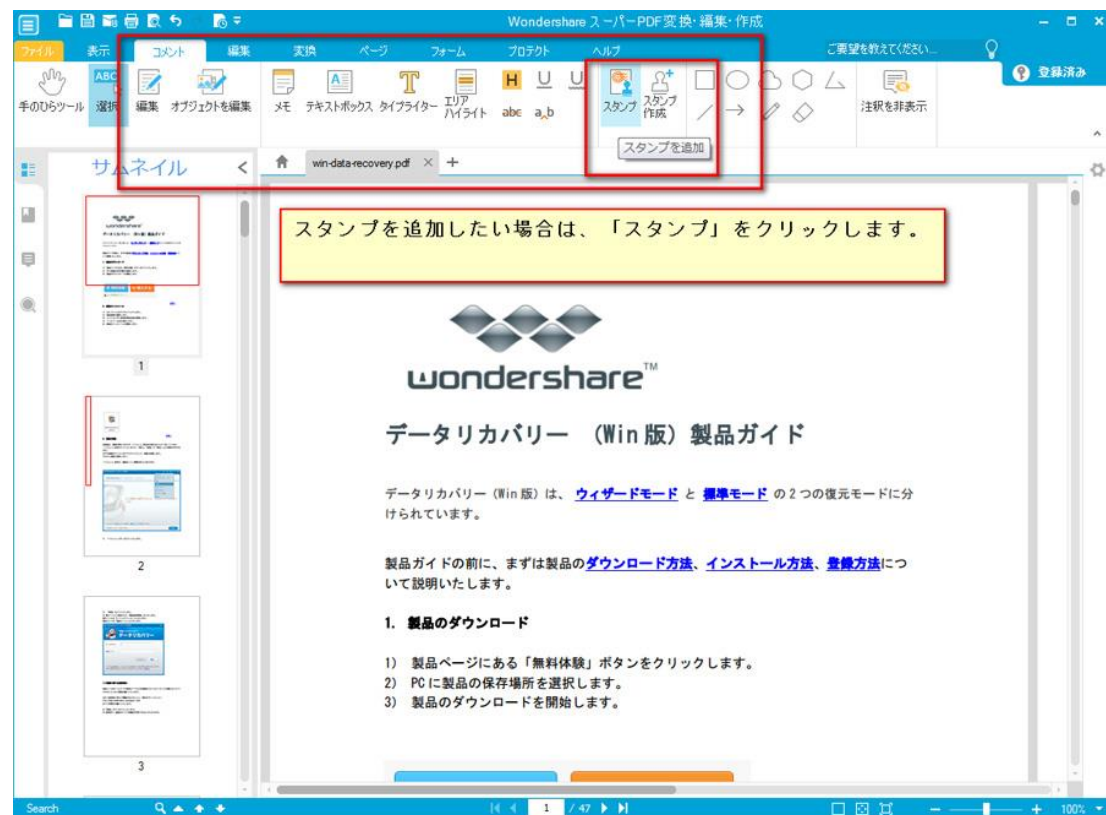 Wondershare スーパーPDF変換・編集・作成
ファイル 表示 コメント 編集 変換 ページ フォーム プロテクト ヘルプ ご要望を教えてください...
登録済み
手のひらツール 選択 編集 オブジェクトを編集 メモ テキストボックス タイプライター エリアハイライト スタンプ スタンプ作成 注釈を非表示
ABC A T H U U
abc a‸b
スタンプを追加
サムネイル <
win-data-recovery.pdf × +
スタンプを追加したい場合は、「スタンプ」をクリックします。
wondershare™
データリカバリー （Win版）製品ガイド
データリカバリー（Win版）は、 ウィザードモード と 標準モード の2つの復元モードに分
けられています。
製品ガイドの前に、まずは製品のダウンロード方法、インストール方法、登録方法につ
いて説明いたします。
1. 製品のダウンロード
1) 製品ページにある「無料体験」ボタンをクリックします。
2) PCに製品の保存場所を選択します。
3) 製品のダウンロードを開始します。
1
2
3
Search
1 / 47
100%